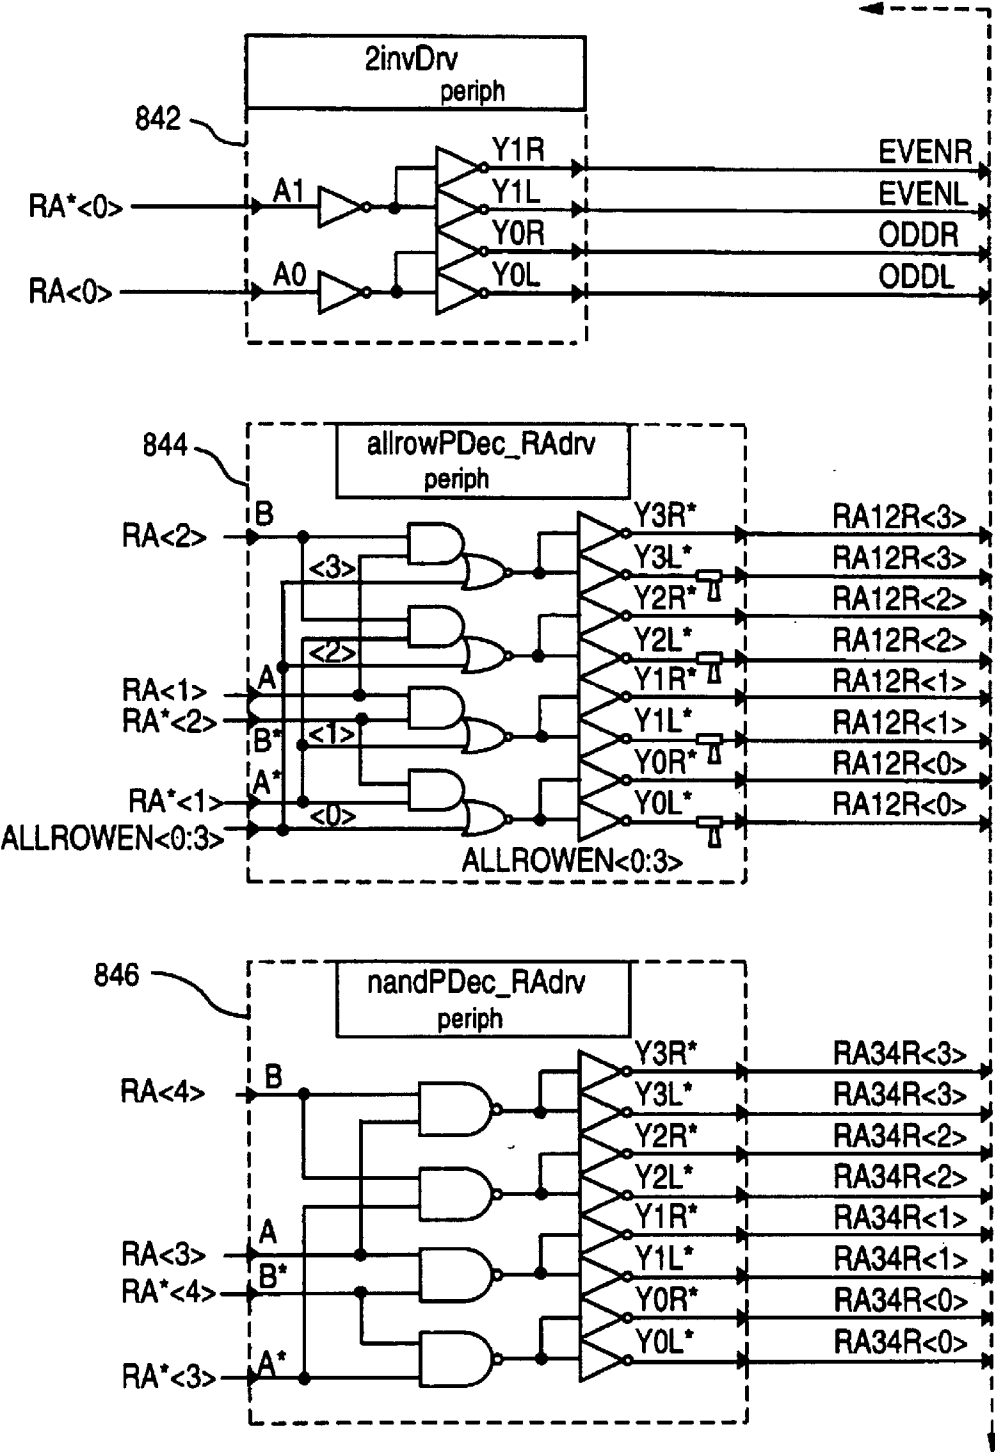 2invDrv
periph
842
Y1R
EVENR
A1
Y1L
EVENL
RA*<0>
Y0R
ODDR
A0
Y0L
ODDL
RA<0>
844
allrowPDec_RAdrv
periph
B
Y3R*
RA12R<3>
RA<2>
<3>
Y3L*
RA12R<3>
Y2R*
RA12R<2>
<2>
Y2L*
RA12R<2>
A
RA<1>
Y1R*
RA12R<1>
RA*<2>
B*
<1>
Y1L*
RA12R<1>
A*
Y0R*
RA12R<0>
RA*<1>
<0>
Y0L*
RA12R<0>
ALLROWEN<0:3>
ALLROWEN<0:3>
846
nandPDec_RAdrv
periph
Y3R*
RA34R<3>
RA<4>
B
Y3L*
RA34R<3>
Y2R*
RA34R<2>
Y2L*
RA34R<2>
A
Y1R*
RA34R<1>
RA<3>
Y1L*
RA34R<1>
RA*<4>
B*
Y0R*
RA34R<0>
Y0L*
RA34R<0>
RA*<3>
A*